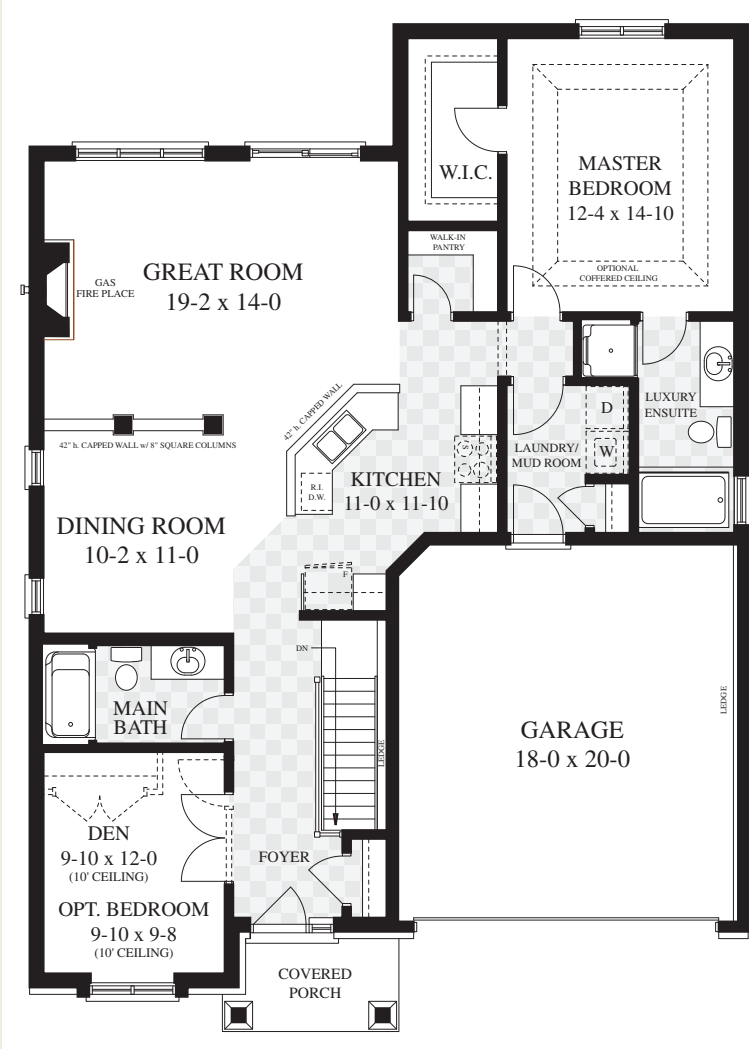 W.I.C.
MASTER
BEDROOM
12-4 x 14-10
OPTIONAL
COFFERED CEILING
WALK-IN
PANTRY
GREAT ROOM
19-2 x 14-0
GAS
FIRE PLACE
42" h. CAPPED WALL
42" h. CAPPED WALL w/ 8" SQUARE COLUMNS
LUXURY
ENSUITE
D
W
LAUNDRY/
MUD ROOM
KITCHEN
11-0 x 11-10
R.I.
D.W.
DINING ROOM
10-2 x 11-0
F
DN
LEDGE
MAIN
BATH
GARAGE
18-0 x 20-0
LEDGE
DEN
9-10 x 12-0
(10' CEILING)
OPT. BEDROOM
9-10 x 9-8
(10' CEILING)
FOYER
COVERED
PORCH